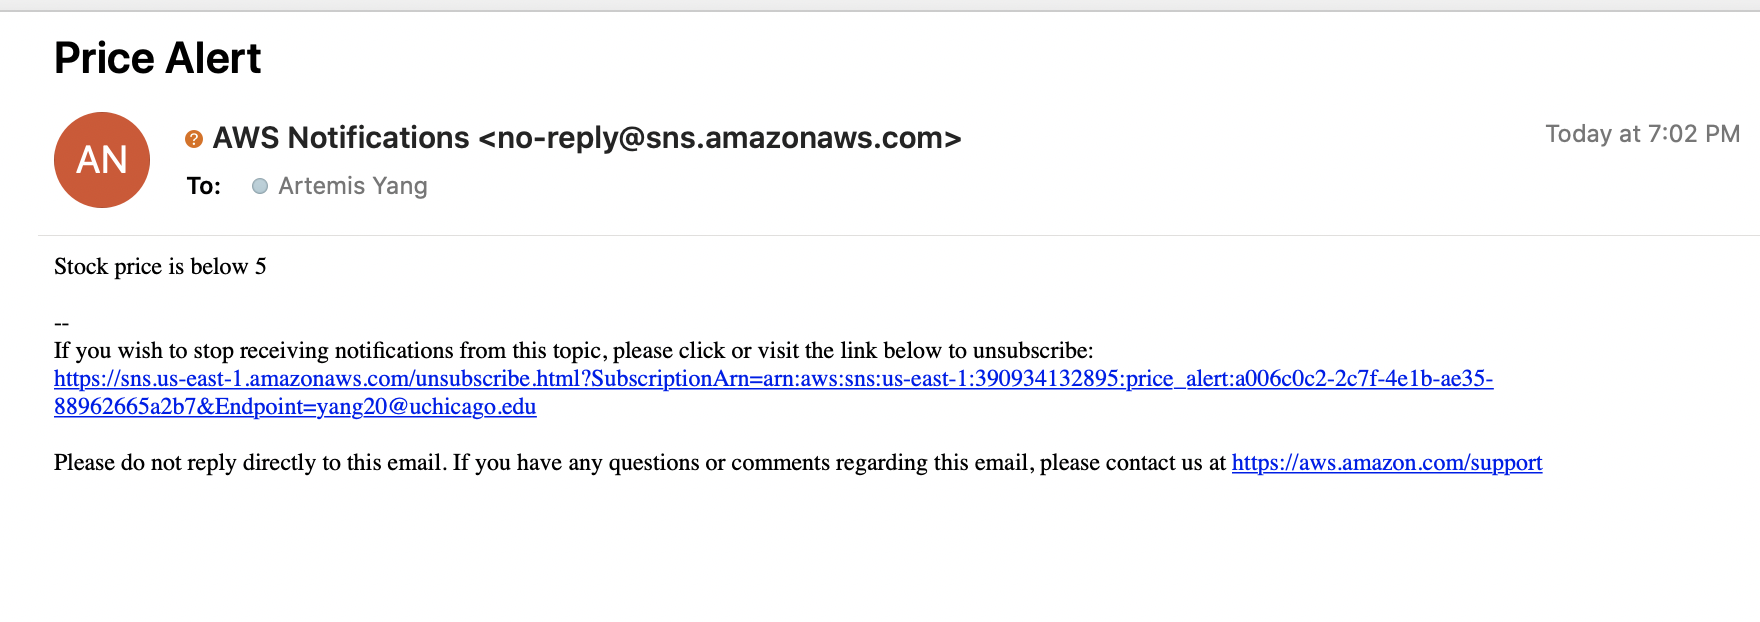 Price Alert
AN
? AWS Notifications <no-reply@sns.amazonaws.com>
Today at 7:02 PM
To: Artemis Yang
Stock price is below 5
--
If you wish to stop receiving notifications from this topic, please click or visit the link below to unsubscribe:
https://sns.us-east-1.amazonaws.com/unsubscribe.html?SubscriptionArn=arn:aws:sns:us-east-1:390934132895:price_alert:a006c0c2-2c7f-4e1b-ae35-
88962665a2b7&Endpoint=yang20@uchicago.edu
Please do not reply directly to this email. If you have any questions or comments regarding this email, please contact us at https://aws.amazon.com/support